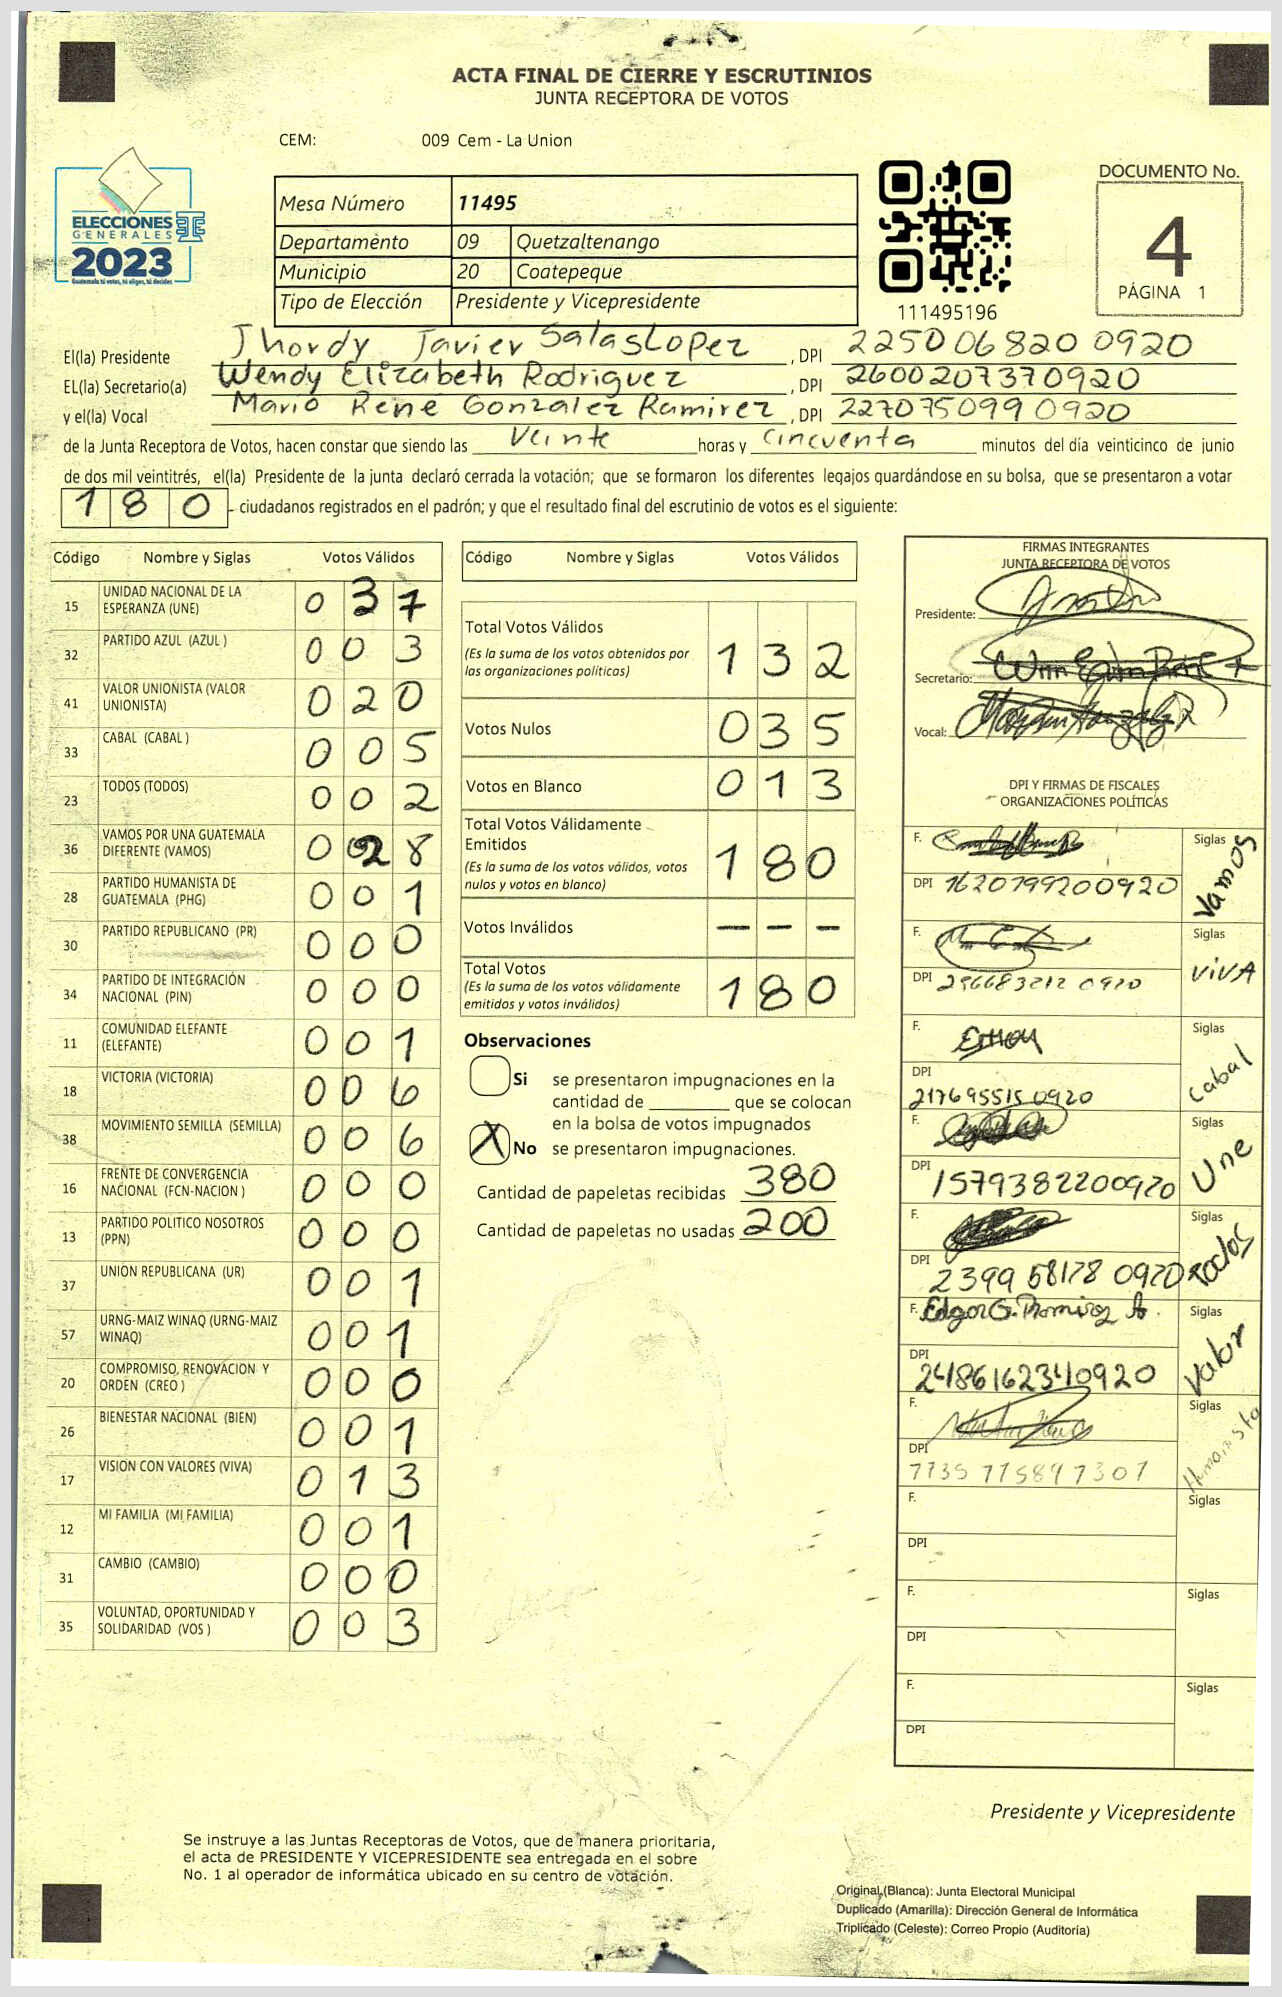 ACTA FINAL DE CIERRE Y ESCRUTINIOS
JUNTA RECEPTORA DE VOTOS
CEM: 009 Cem - La Union
ELECCIONES
GENERALES
2023
Guatemala tú votas, tú eliges, tú decides
Mesa Número 11495
Departamento 09 Quetzaltenango
Municipio 20 Coatepeque
Tipo de Elección Presidente y Vicepresidente
111495196
DOCUMENTO No.
4
PÁGINA 1
El(la) Presidente Jhordy Javier Salas Lopez , DPI 2250068200920
EL(la) Secretario(a) Wendy Elizabeth Rodriguez , DPI 2600207370920
y el(la) Vocal Mario René Gonzalez Ramirez , DPI 2270750990920
de la Junta Receptora de Votos, hacen constar que siendo las Veinte horas y cincuenta minutos del día veinticinco de junio
de dos mil veintitrés, el(la) Presidente de la junta declaró cerrada la votación; que se formaron los diferentes legajos guardándose en su bolsa, que se presentaron a votar
180 ciudadanos registrados en el padrón; y que el resultado final del escrutinio de votos es el siguiente:
Código Nombre y Siglas Votos Válidos
15 UNIDAD NACIONAL DE LA ESPERANZA (UNE) 0 3 7
32 PARTIDO AZUL (AZUL ) 0 0 3
41 VALOR UNIONISTA (VALOR UNIONISTA) 0 2 0
33 CABAL (CABAL ) 0 0 5
23 TODOS (TODOS) 0 0 2
36 VAMOS POR UNA GUATEMALA DIFERENTE (VAMOS) 0 2 8
28 PARTIDO HUMANISTA DE GUATEMALA (PHG) 0 0 1
30 PARTIDO REPUBLICANO (PR) 0 0 0
34 PARTIDO DE INTEGRACIÓN NACIONAL (PIN) 0 0 0
11 COMUNIDAD ELEFANTE (ELEFANTE) 0 0 1
18 VICTORIA (VICTORIA) 0 0 6
38 MOVIMIENTO SEMILLA (SEMILLA) 0 0 6
16 FRENTE DE CONVERGENCIA NACIONAL (FCN-NACION ) 0 0 0
13 PARTIDO POLITICO NOSOTROS (PPN) 0 0 0
37 UNION REPUBLICANA (UR) 0 0 1
57 URNG-MAIZ WINAQ (URNG-MAIZ WINAQ) 0 0 1
20 COMPROMISO, RENOVACION Y ORDEN (CREO ) 0 0 0
26 BIENESTAR NACIONAL (BIEN) 0 0 1
17 VISION CON VALORES (VIVA) 0 1 3
12 MI FAMILIA (MI FAMILIA) 0 0 1
31 CAMBIO (CAMBIO) 0 0 0
35 VOLUNTAD, OPORTUNIDAD Y SOLIDARIDAD (VOS ) 0 0 3
Código Nombre y Siglas Votos Válidos
Total Votos Válidos 1 3 2
(Es la suma de los votos obtenidos por
las organizaciones políticas)
Votos Nulos 0 3 5
Votos en Blanco 0 1 3
Total Votos Válidamente
Emitidos 1 8 0
(Es la suma de los votos válidos, votos
nulos y votos en blanco)
Votos Inválidos - - -
Total Votos 1 8 0
(Es la suma de los votos válidamente
emitidos y votos inválidos)
Observaciones
Si se presentaron impugnaciones en la
cantidad de ________ que se colocan
en la bolsa de votos impugnados
X No se presentaron impugnaciones.
Cantidad de papeletas recibidas 380
Cantidad de papeletas no usadas 200
FIRMAS INTEGRANTES
JUNTA RECEPTORA DE VOTOS
Presidente:
Secretario:
Vocal:
DPI Y FIRMAS DE FISCALES
ORGANIZACIONES POLÍTICAS
F. Siglas Vamos
DPI 1620199200920
F. Siglas VIVA
DPI
F. Siglas Cabal
DPI 2176955150920
F. Siglas Une
DPI 1579382200920
F. Siglas Todos
DPI 2399581780920
F. Edgar G. Ramirez A. Siglas Valor
DPI 2486162340920
F. Siglas Humanista
DPI
F. Siglas
DPI
F. Siglas
DPI
F. Siglas
DPI
Presidente y Vicepresidente
Se instruye a las Juntas Receptoras de Votos, que de manera prioritaria,
el acta de PRESIDENTE Y VICEPRESIDENTE sea entregada en el sobre
No. 1 al operador de informática ubicado en su centro de votación.
Original (Blanca): Junta Electoral Municipal
Duplicado (Amarilla): Dirección General de Informática
Triplicado (Celeste): Correo Propio (Auditoría)